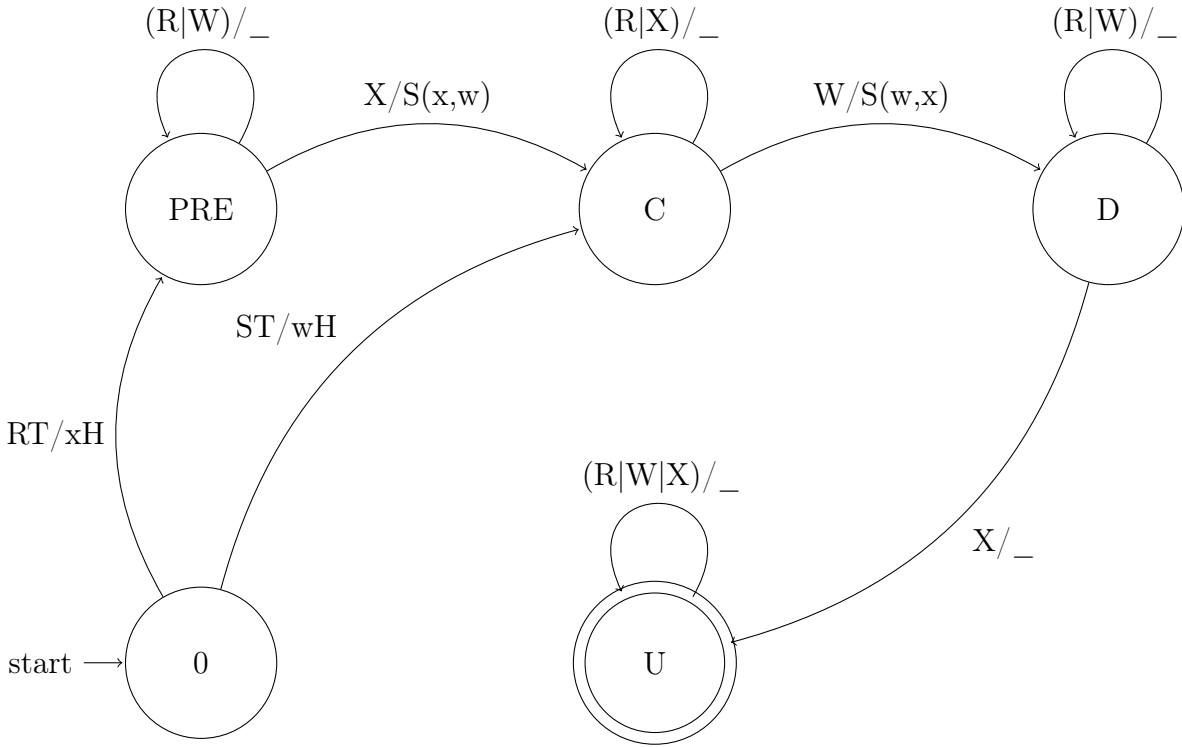 (R|W)/_
(R|X)/_
(R|W)/_
X/S(x,w)
W/S(w,x)
PRE
C
D
ST/wH
RT/xH
(R|W|X)/_
X/_
start
0
U